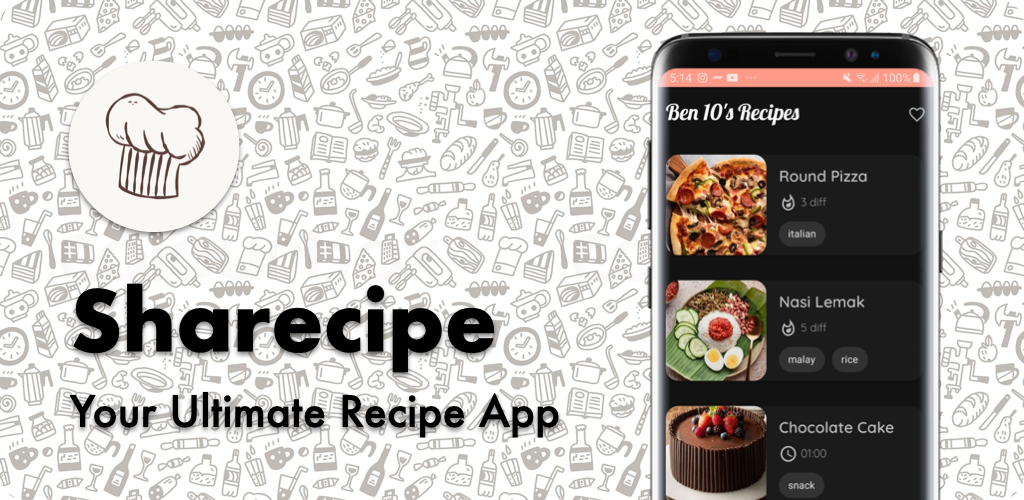 Sharecipe
Your Ultimate Recipe App
5:14
100%
Ben 10's Recipes
Round Pizza
3 diff
italian
Nasi Lemak
5 diff
malay
rice
Chocolate Cake
01:00
snack